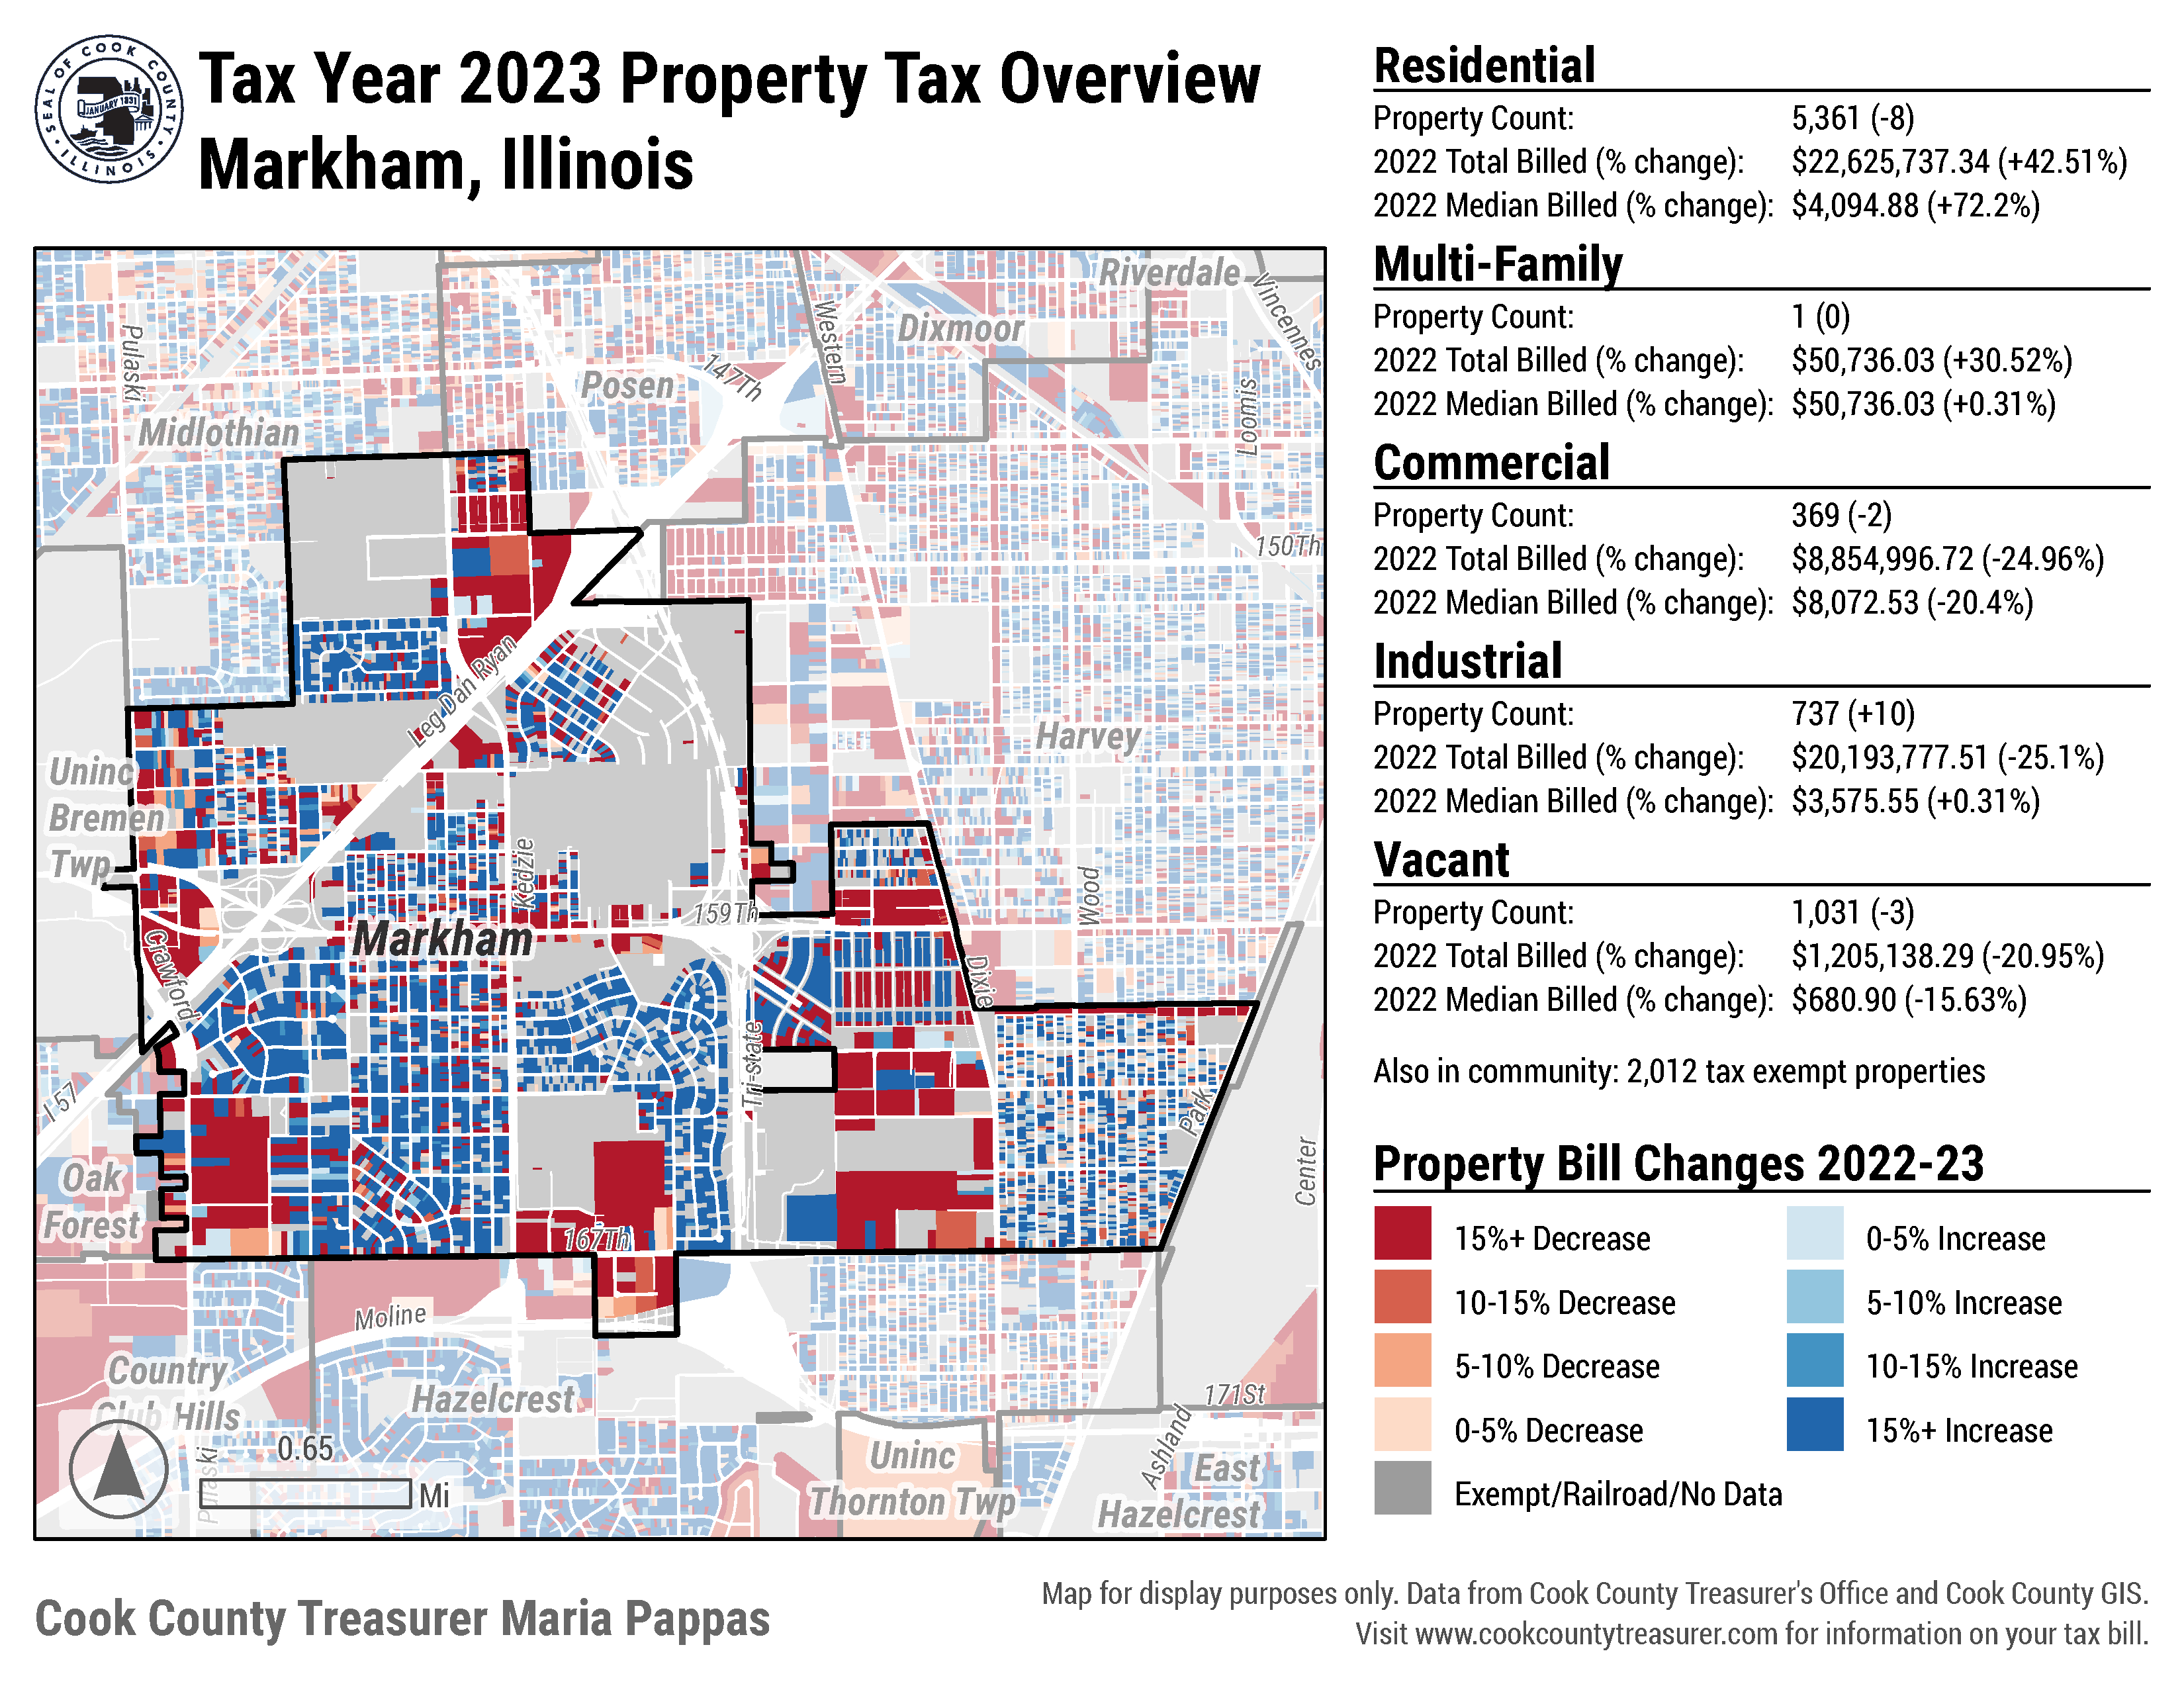 SEAL OF COOK COUNTY
• ILLINOIS •
JANUARY 1831
Tax Year 2023 Property Tax Overview
Markham, Illinois
Riverdale
Vincennes
Pulaski
Western
Dixmoor
147Th
Posen
Loomis
Midlothian
150Th
Leg Dan Ryan
Harvey
Uninc
Bremen
Twp
Kedzie
Wood
159Th
Markham
Crawford
Dixie
Tri-state
I 57
Park
Center
Oak
Forest
167Th
Moline
Country
Club Hills
Hazelcrest
171St
Ashland
Pulaski
0.65
Mi
Uninc
Thornton Twp
East
Hazelcrest
Residential
Property Count: 5,361 (-8)
2022 Total Billed (% change): $22,625,737.34 (+42.51%)
2022 Median Billed (% change): $4,094.88 (+72.2%)
Multi-Family
Property Count: 1 (0)
2022 Total Billed (% change): $50,736.03 (+30.52%)
2022 Median Billed (% change): $50,736.03 (+0.31%)
Commercial
Property Count: 369 (-2)
2022 Total Billed (% change): $8,854,996.72 (-24.96%)
2022 Median Billed (% change): $8,072.53 (-20.4%)
Industrial
Property Count: 737 (+10)
2022 Total Billed (% change): $20,193,777.51 (-25.1%)
2022 Median Billed (% change): $3,575.55 (+0.31%)
Vacant
Property Count: 1,031 (-3)
2022 Total Billed (% change): $1,205,138.29 (-20.95%)
2022 Median Billed (% change): $680.90 (-15.63%)
Also in community: 2,012 tax exempt properties
Property Bill Changes 2022-23
15%+ Decrease
10-15% Decrease
5-10% Decrease
0-5% Decrease
Exempt/Railroad/No Data
0-5% Increase
5-10% Increase
10-15% Increase
15%+ Increase
Cook County Treasurer Maria Pappas
Map for display purposes only. Data from Cook County Treasurer's Office and Cook County GIS.
Visit www.cookcountytreasurer.com for information on your tax bill.